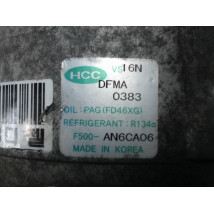 HCC VS16N
DFMA
0383
OIL: PAG(FD46XG)
REFRIGERANT: R134a
F500-AN6CA06
MADE IN KOREA